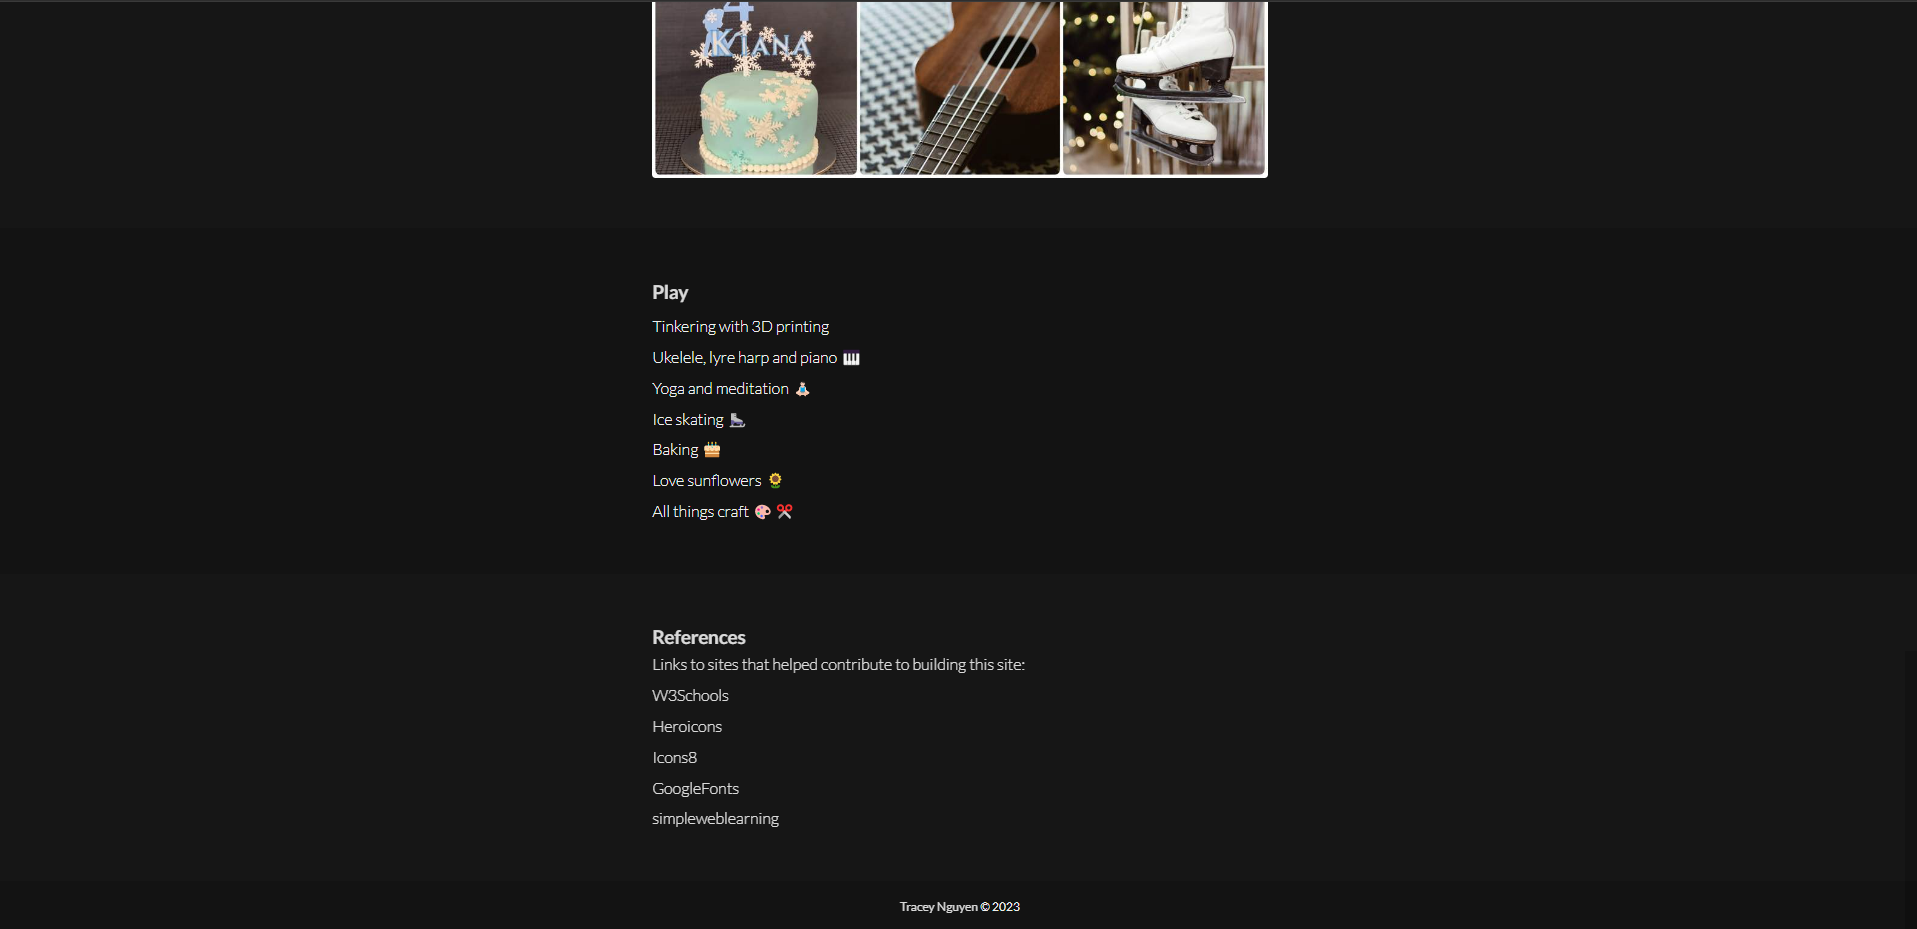 4
KIANA
Play
Tinkering with 3D printing
Ukelele, lyre harp and piano 🎹
Yoga and meditation 🧘
Ice skating ⛸️
Baking 🎂
Love sunflowers 🌻
All things craft 🎨 ✂️
References
Links to sites that helped contribute to building this site:
W3Schools
Heroicons
Icons8
GoogleFonts
simpleweblearning
Tracey Nguyen © 2023